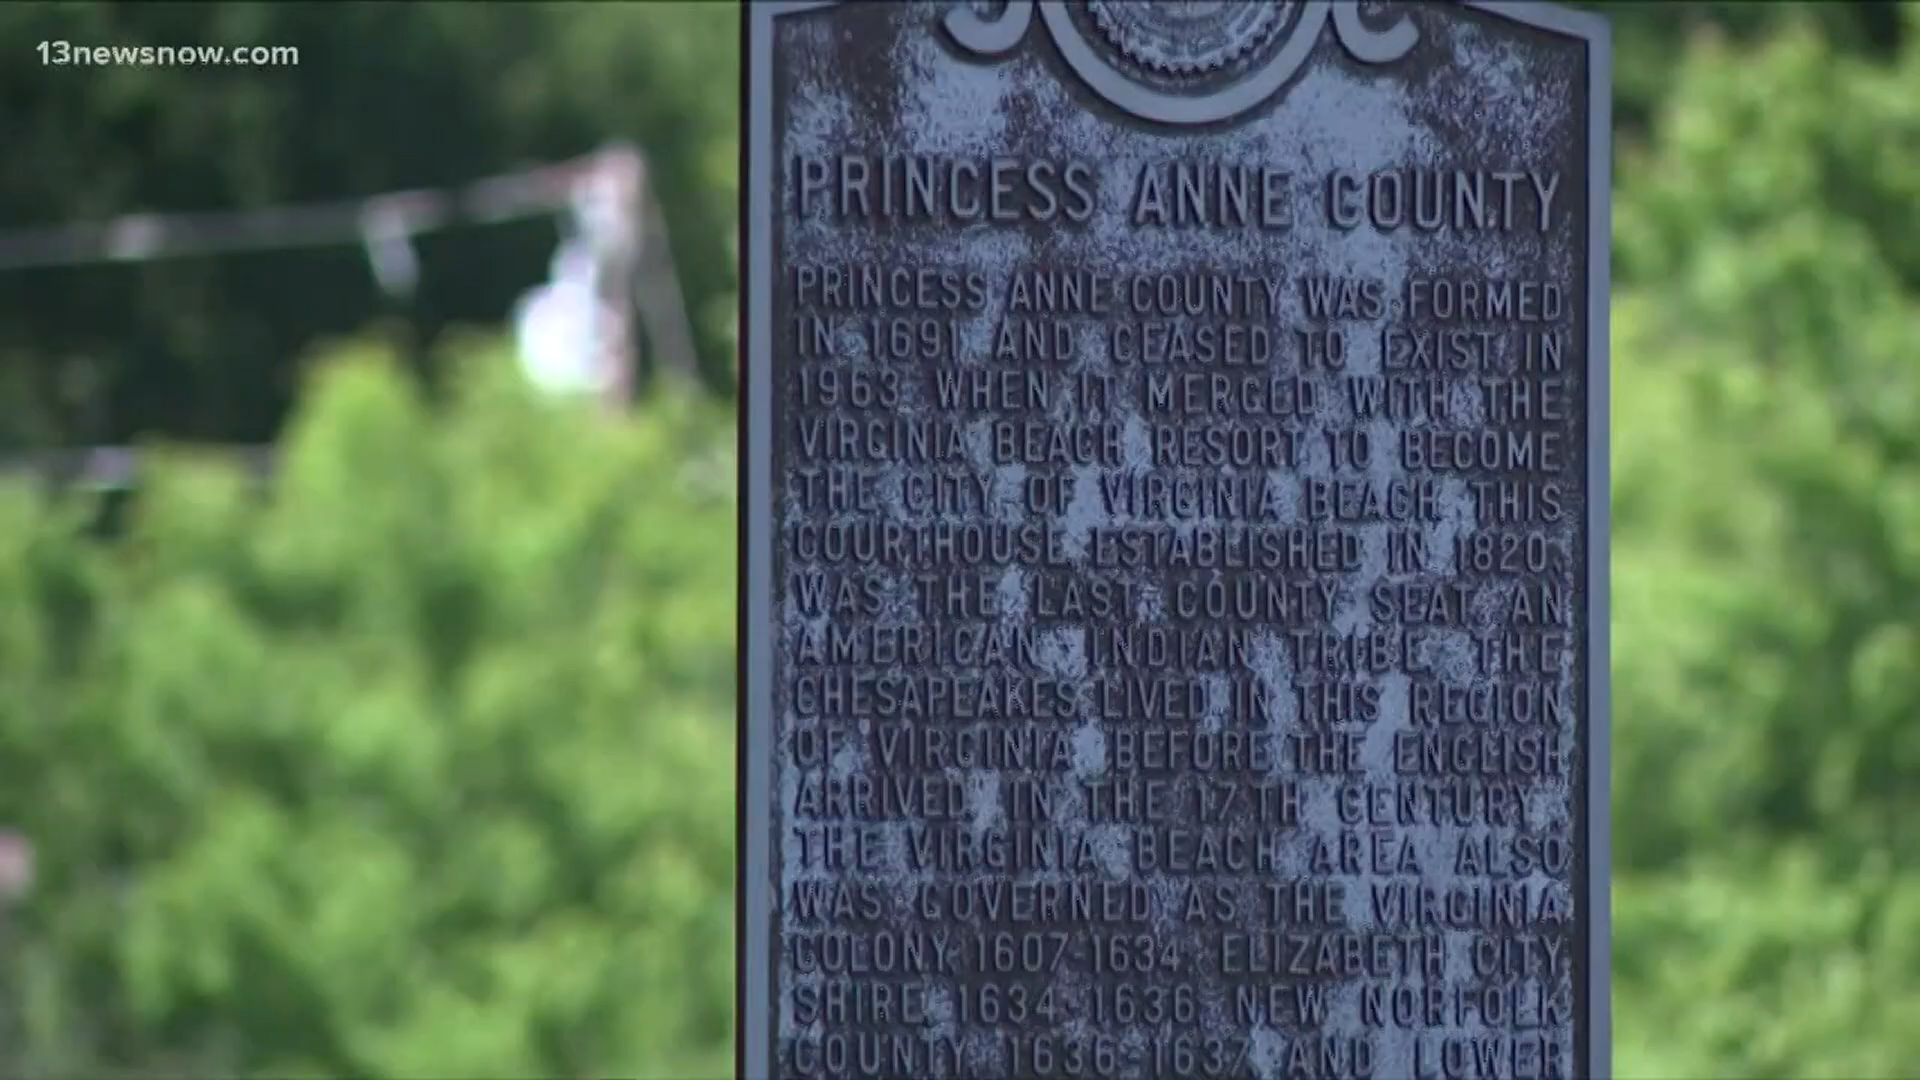 13newsnow.com
PRINCESS ANNE COUNTY
PRINCESS ANNE COUNTY WAS FORMED
IN 1691 AND CEASED TO EXIST IN
1963 WHEN IT MERGED WITH THE
VIRGINIA BEACH RESORT TO BECOME
THE CITY OF VIRGINIA BEACH. THIS
COURTHOUSE, ESTABLISHED IN 1820,
WAS THE LAST COUNTY SEAT. AN
AMERICAN INDIAN TRIBE THE
CHESAPEAKES LIVED IN THIS REGION
OF VIRGINIA BEFORE THE ENGLISH
ARRIVED IN THE 17TH CENTURY.
THE VIRGINIA BEACH AREA ALSO
WAS GOVERNED AS THE VIRGINIA
COLONY 1607-1634, ELIZABETH CITY
SHIRE, 1634-1636, NEW NORFOLK
COUNTY, 1636-1637 AND LOWER